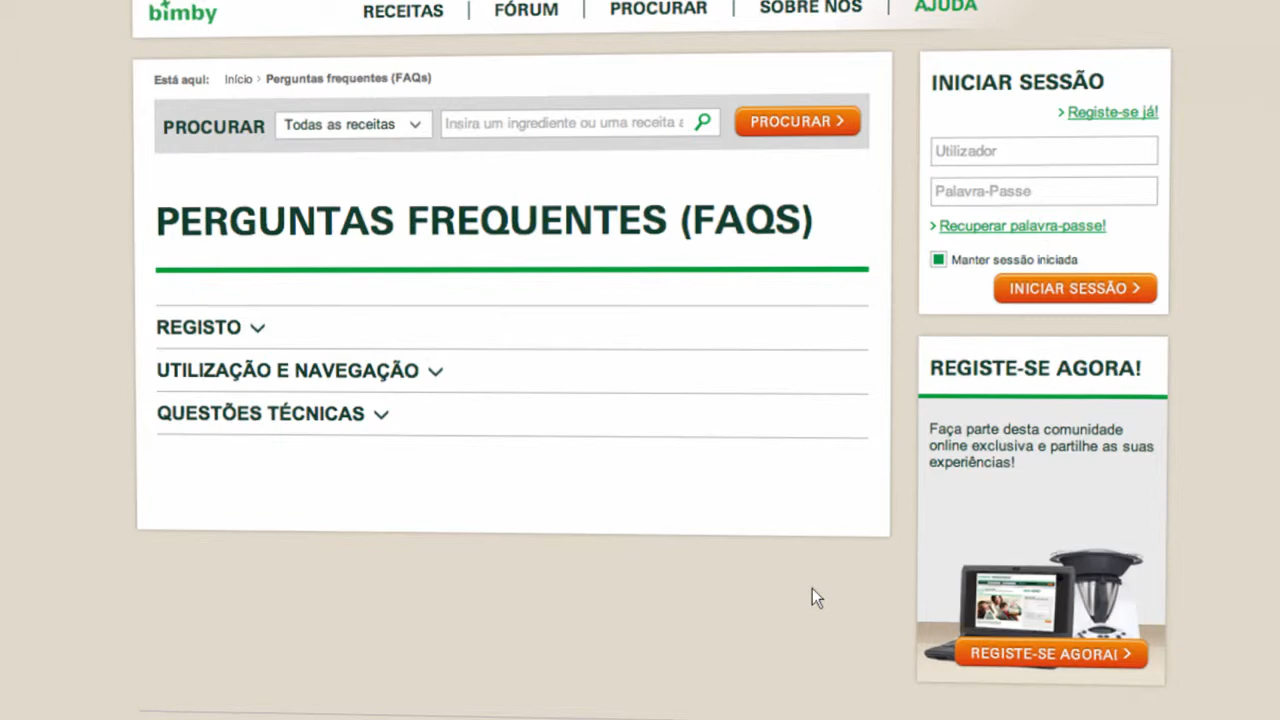 bimby
RECEITAS | FÓRUM | PROCURAR | SOBRE NÓS | AJUDA
Está aqui: Início › Perguntas frequentes (FAQs)
PROCURAR Todas as receitas Insira um ingrediente ou uma receita a PROCURAR >
PERGUNTAS FREQUENTES (FAQS)
REGISTO
UTILIZAÇÃO E NAVEGAÇÃO
QUESTÕES TÉCNICAS
INICIAR SESSÃO
> Registe-se já!
Utilizador
Palavra-Passe
> Recuperar palavra-passe!
Manter sessão iniciada
INICIAR SESSÃO >
REGISTE-SE AGORA!
Faça parte desta comunidade
online exclusiva e partilhe as suas
experiências!
REGISTE-SE AGORA! >